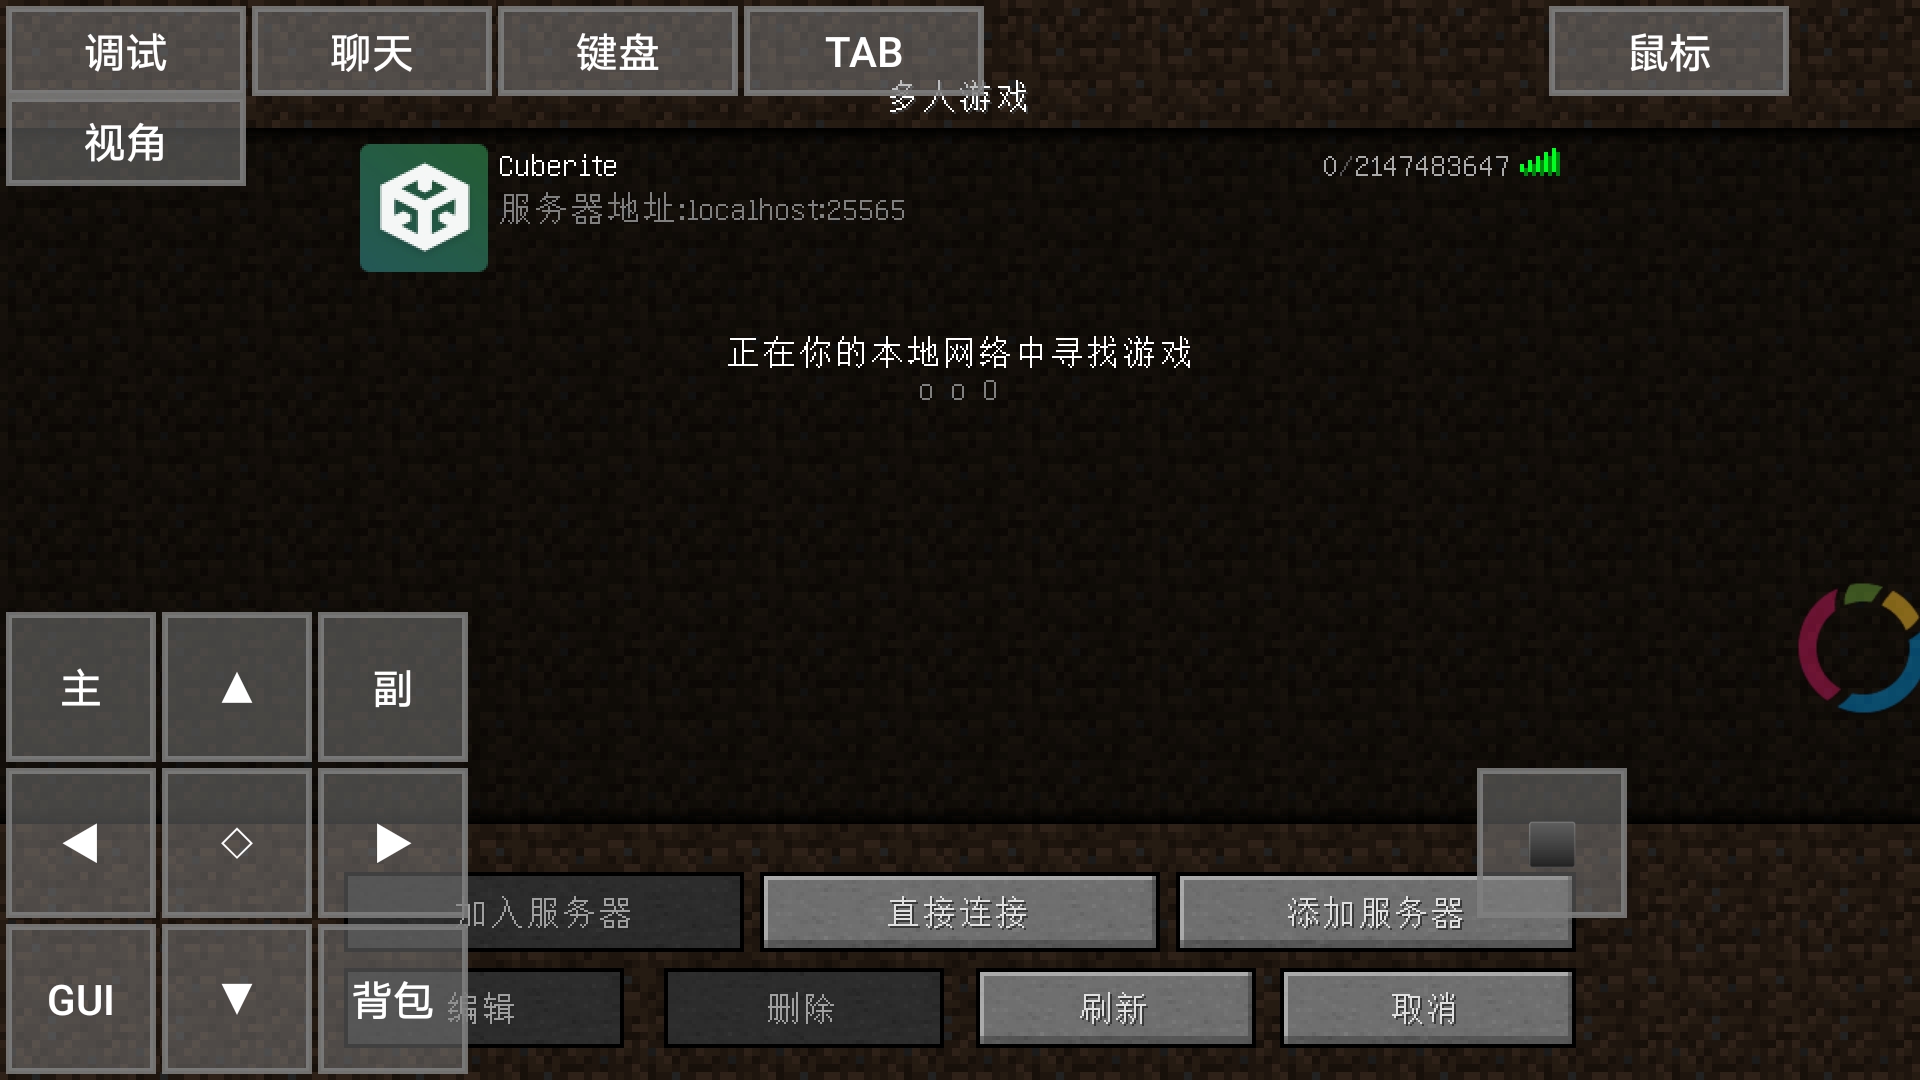 调试
聊天
键盘
TAB
鼠标
多人游戏
视角
Cuberite
0/2147483647
服务器地址:localhost:25565
正在你的本地网络中寻找游戏
o o O
主
▲
副
◀
◇
▶
加入服务器
直接连接
添加服务器
GUI
▼
背包
编辑
删除
刷新
取消